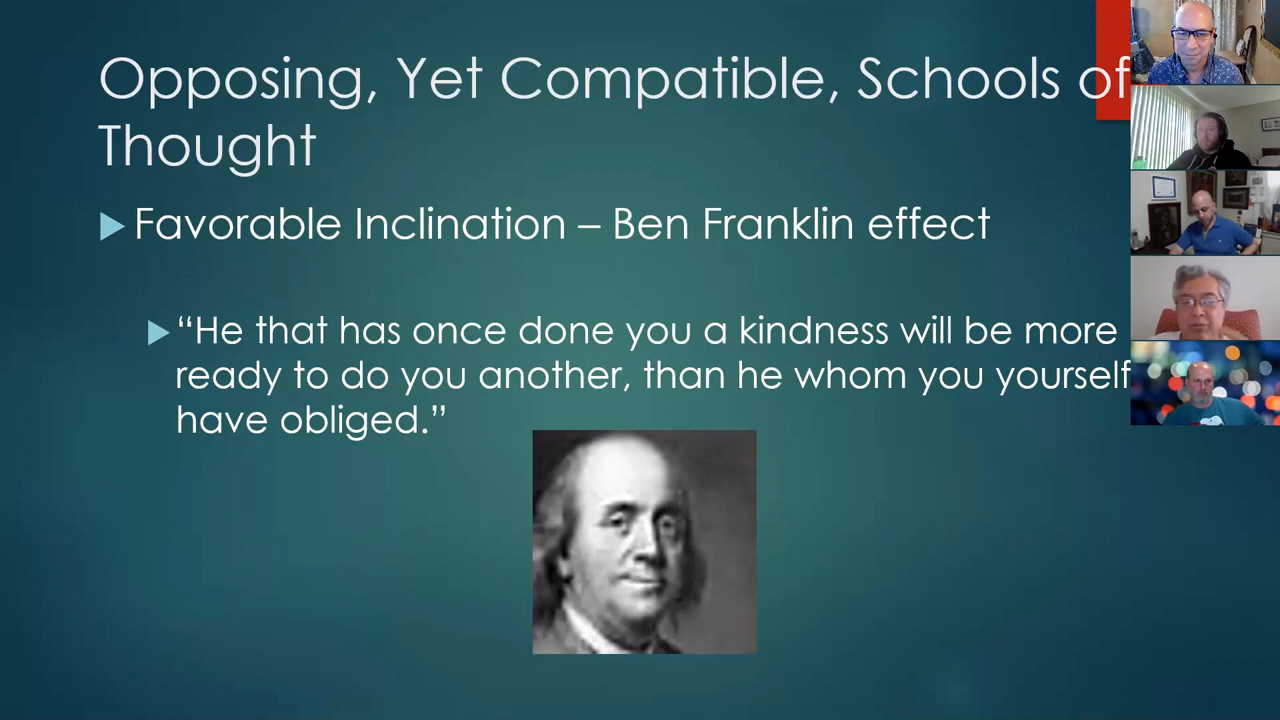 Opposing, Yet Compatible, Schools of
Thought
Favorable Inclination – Ben Franklin effect
“He that has once done you a kindness will be more
ready to do you another, than he whom you yourself
have obliged.”